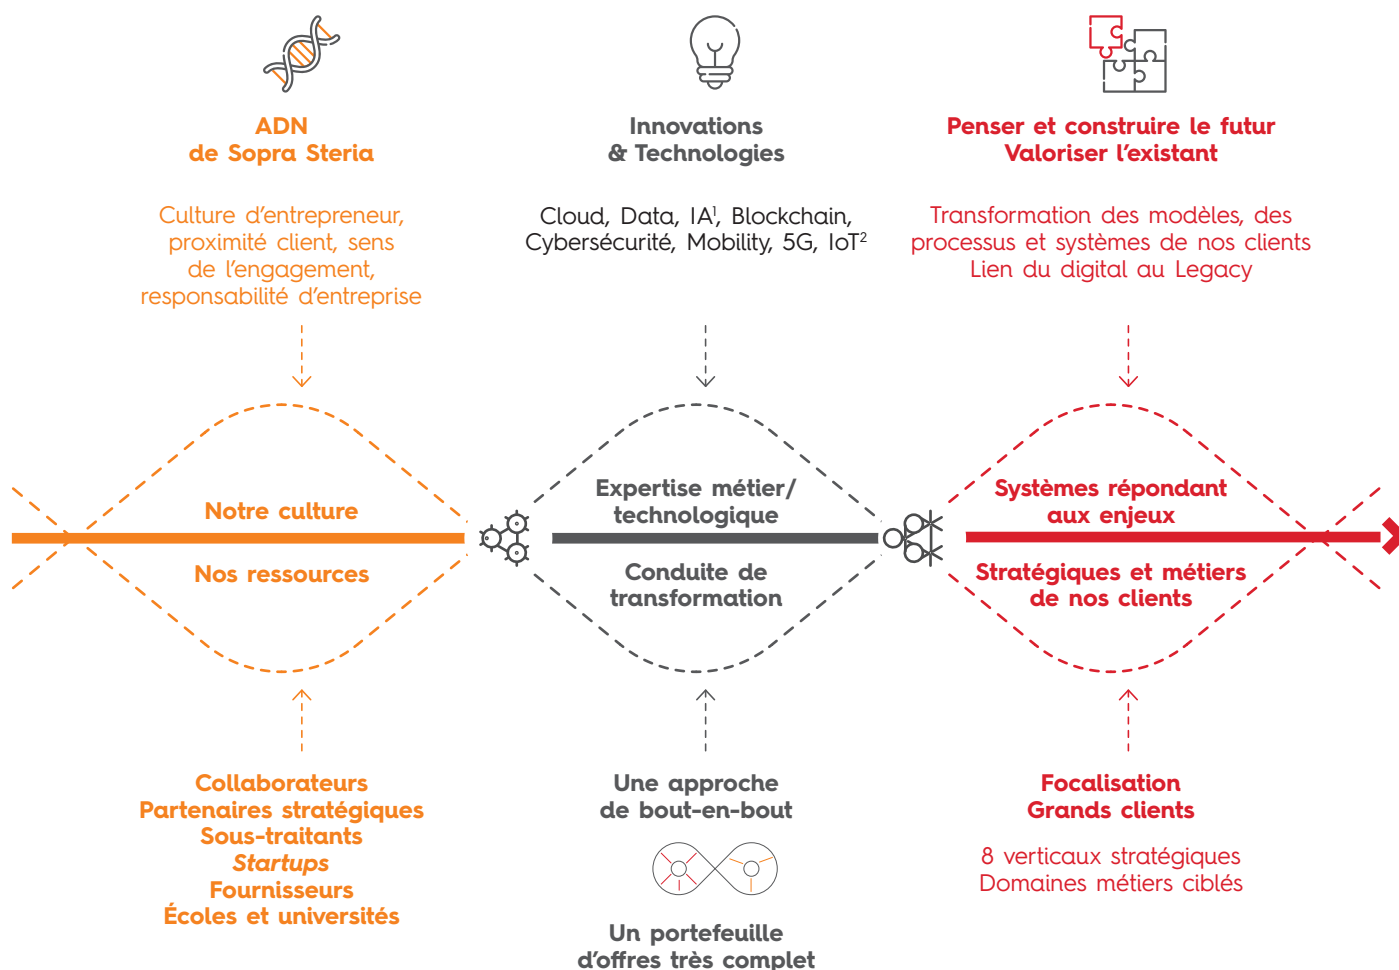 ADN
de Sopra Steria
Culture d’entrepreneur,
proximité client, sens
de l’engagement,
responsabilité d’entreprise
Innovations
& Technologies
Cloud, Data, IA¹, Blockchain,
Cybersécurité, Mobility, 5G, IoT²
Penser et construire le futur
Valoriser l’existant
Transformation des modèles, des
processus et systèmes de nos clients
Lien du digital au Legacy
Notre culture
Nos ressources
Expertise métier/
technologique
Conduite de
transformation
Systèmes répondant
aux enjeux
Stratégiques et métiers
de nos clients
Collaborateurs
Partenaires stratégiques
Sous-traitants
Startups
Fournisseurs
Écoles et universités
Une approche
de bout-en-bout
Un portefeuille
d’offres très complet
Focalisation
Grands clients
8 verticaux stratégiques
Domaines métiers ciblés